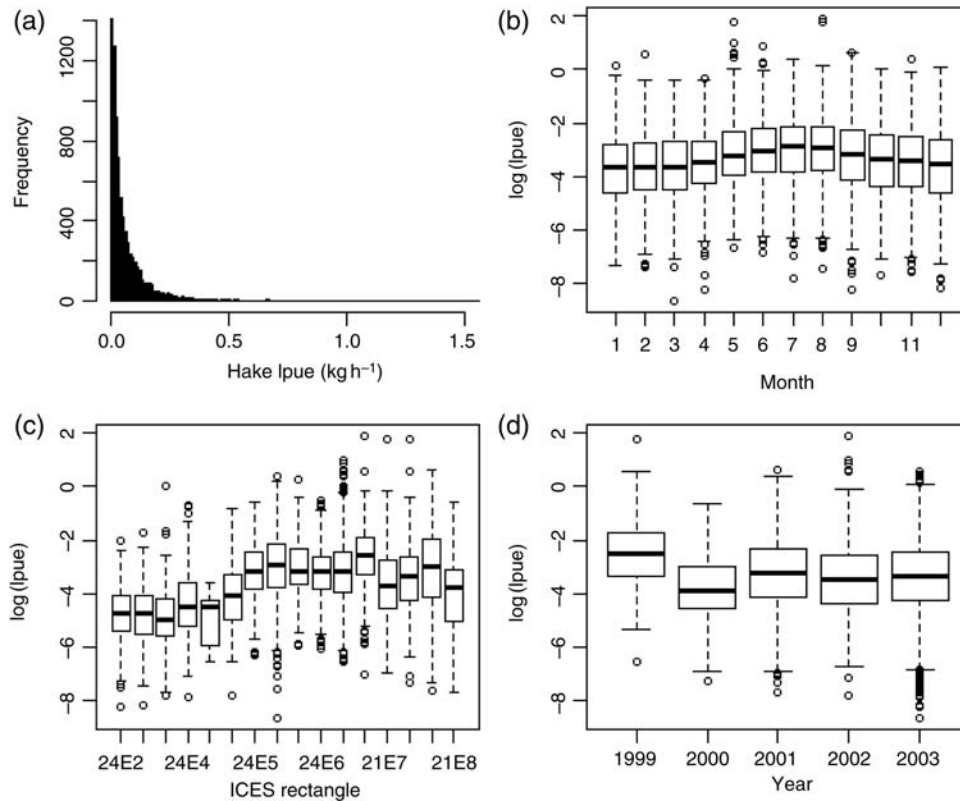 (a)
Frequency
1200
800
400
0
0.0 0.5 1.0 1.5
Hake lpue (kg h⁻¹)
(b)
log (lpue)
2
0
−2
−4
−6
−8
1 2 3 4 5 6 7 8 9 11
Month
(c)
log (lpue)
2
0
−2
−4
−6
−8
24E2 24E4 24E5 24E6 21E7 21E8
ICES rectangle
(d)
log (lpue)
2
0
−2
−4
−6
−8
1999 2000 2001 2002 2003
Year